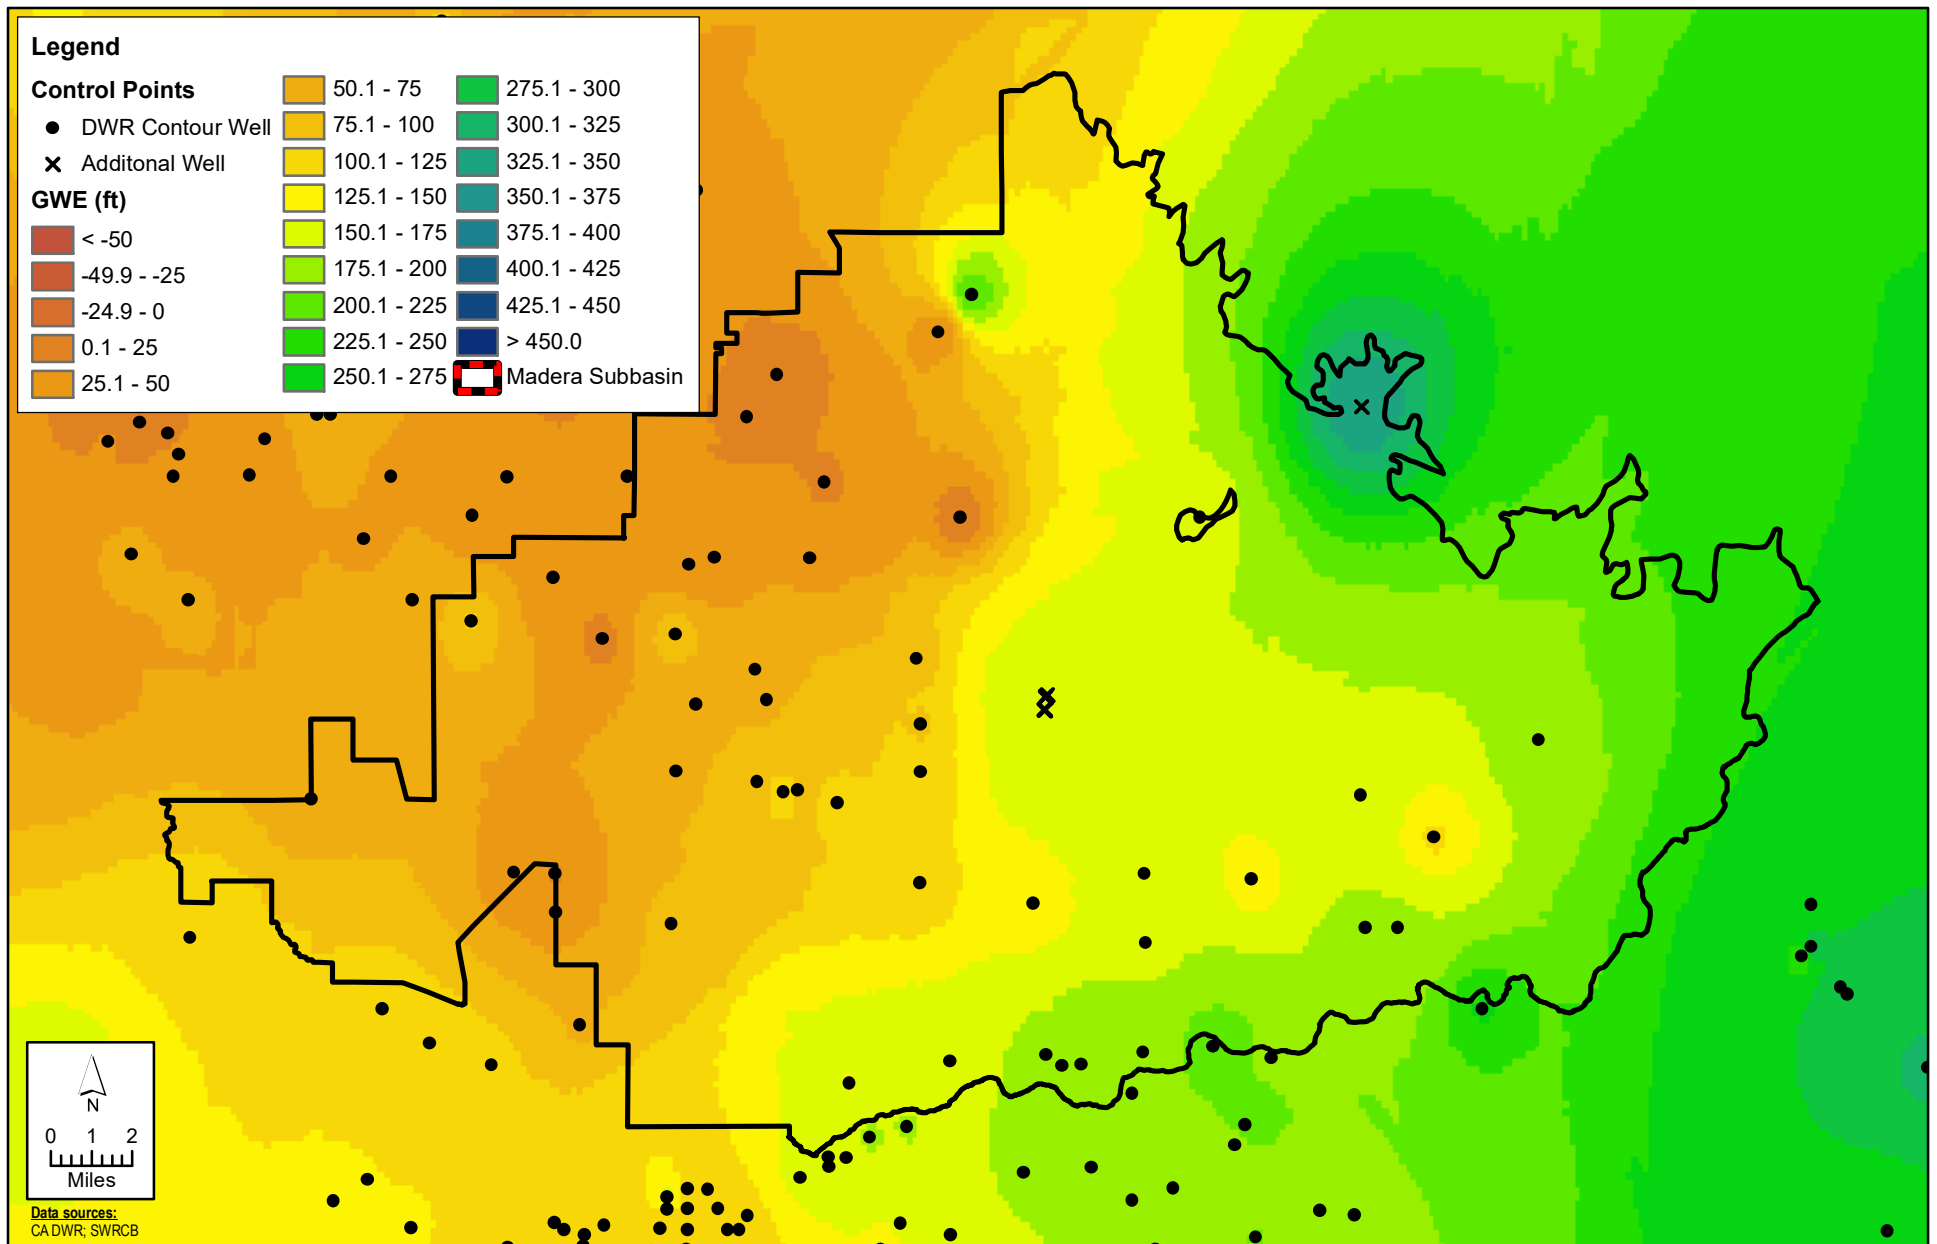 Legend
Control Points
DWR Contour Well
Additonal Well
GWE (ft)
< -50
-49.9 - -25
-24.9 - 0
0.1 - 25
25.1 - 50
50.1 - 75
75.1 - 100
100.1 - 125
125.1 - 150
150.1 - 175
175.1 - 200
200.1 - 225
225.1 - 250
250.1 - 275
275.1 - 300
300.1 - 325
325.1 - 350
350.1 - 375
375.1 - 400
400.1 - 425
425.1 - 450
> 450.0
Madera Subbasin
N
0 1 2
Miles
Data sources:
CA DWR; SWRCB